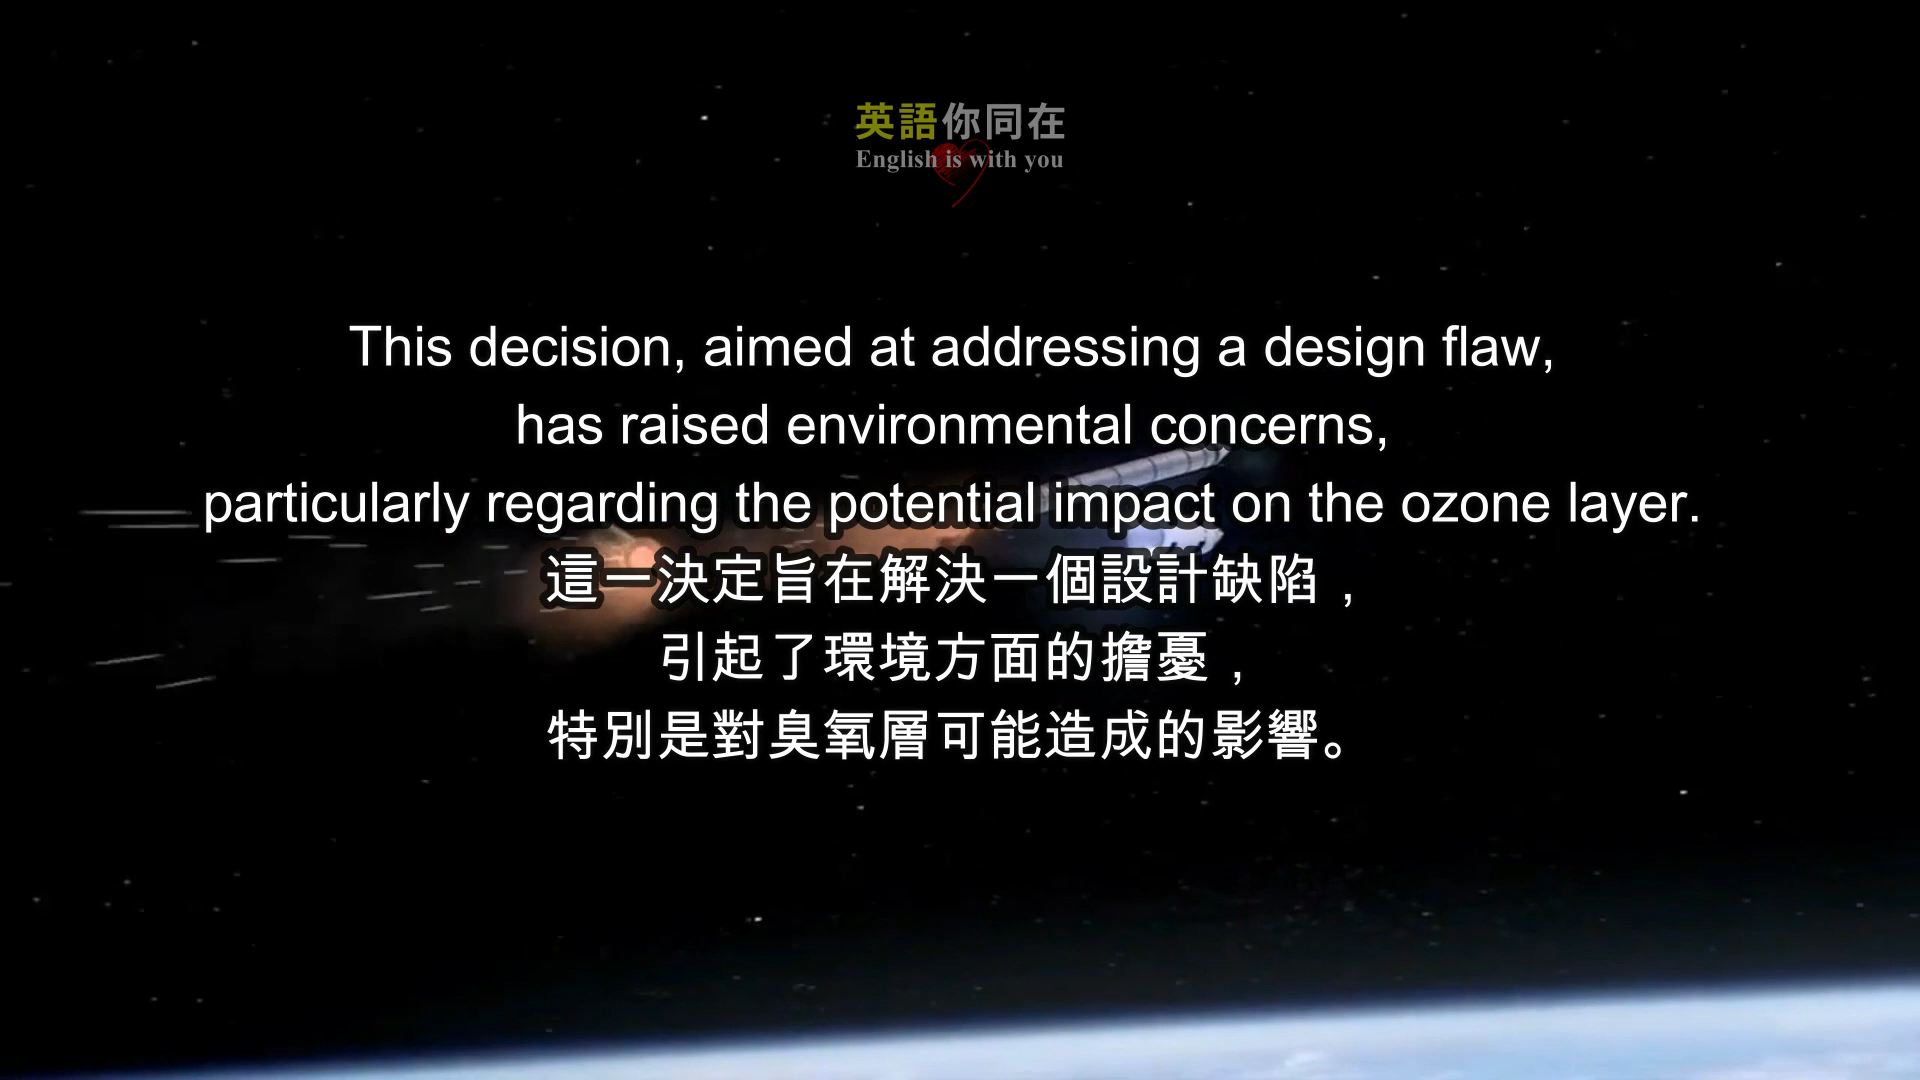 英語你同在
English is with you
This decision, aimed at addressing a design flaw,
has raised environmental concerns,
particularly regarding the potential impact on the ozone layer.
這一決定旨在解決一個設計缺陷，
引起了環境方面的擔憂，
特別是對臭氧層可能造成的影響。